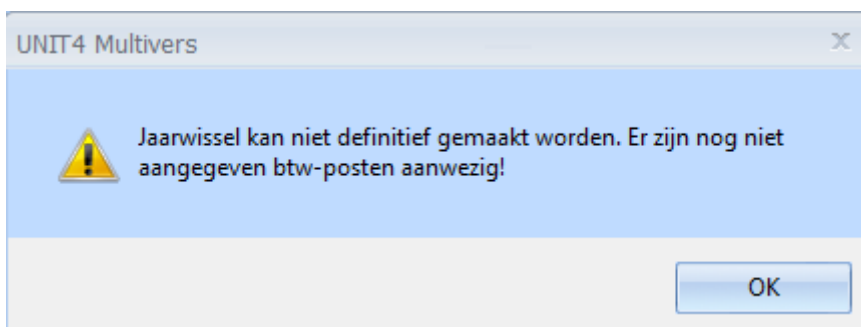 UNIT4 Multivers
Jaarwissel kan niet definitief gemaakt worden. Er zijn nog niet
aangegeven btw-posten aanwezig!
OK